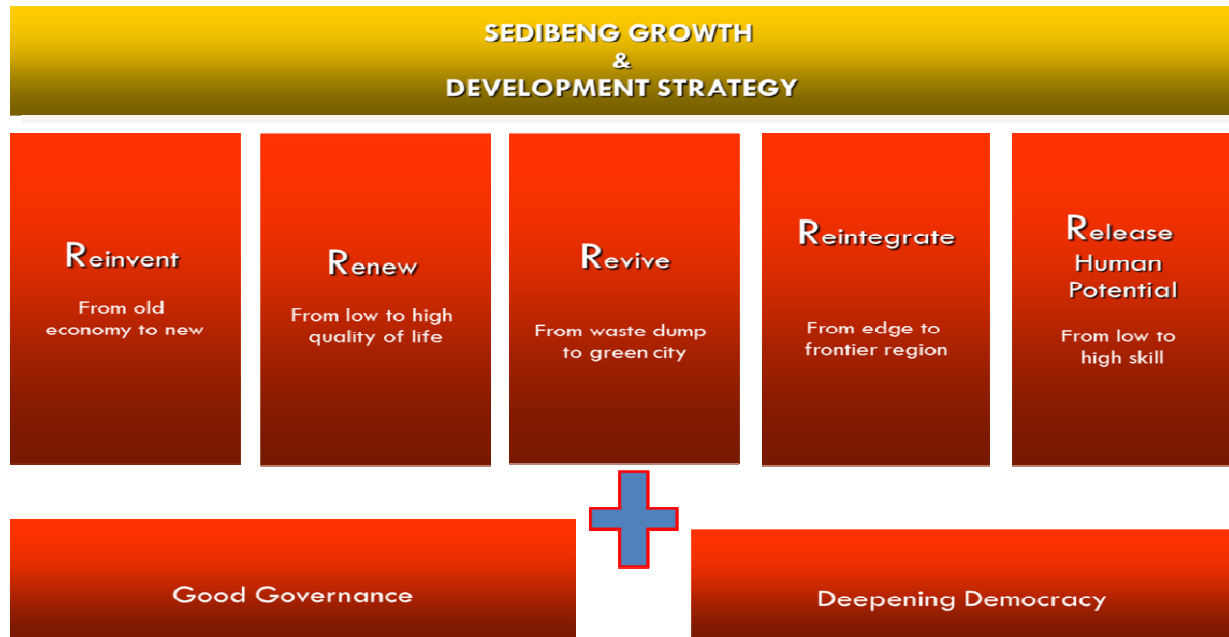 SEDIBENG GROWTH
&
DEVELOPMENT STRATEGY
Reinvent
From old
economy to new
Renew
From low to high
quality of life
Revive
From waste dump
to green city
Reintegrate
From edge to
frontier region
Release
Human
Potential
From low to
high skill
Good Governance
Deepening Democracy